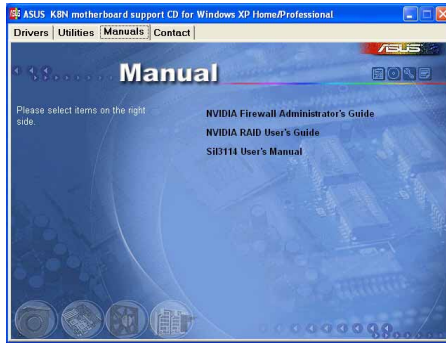 ASUS K8N motherboard support CD for Windows XP Home/Professional
Drivers Utilities Manuals Contact
ASUS
Manual
Please select items on the right
side.
NVIDIA Firewall Administrator's Guide
NVIDIA RAID User's Guide
Sil3114 User's Manual